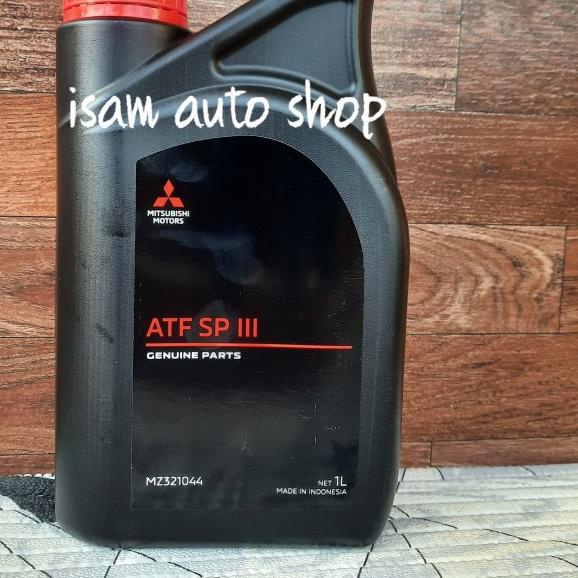 isam auto shop
MITSUBISHI
MOTORS
ATF SP III
GENUINE PARTS
MZ321044
NET 1L
MADE IN INDONESIA